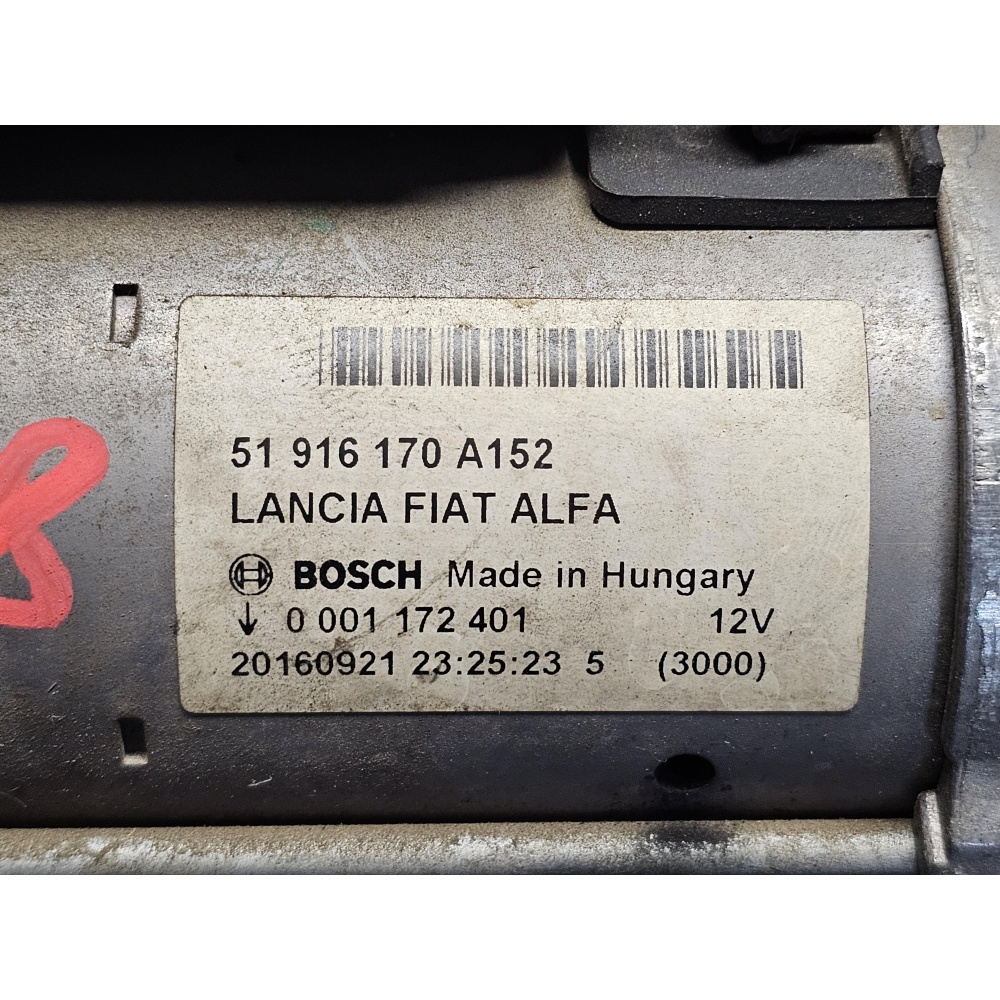 51 916 170 A152
LANCIA FIAT ALFA
BOSCH Made in Hungary
↓ 0 001 172 401 12V
20160921 23:25:23 5 (3000)